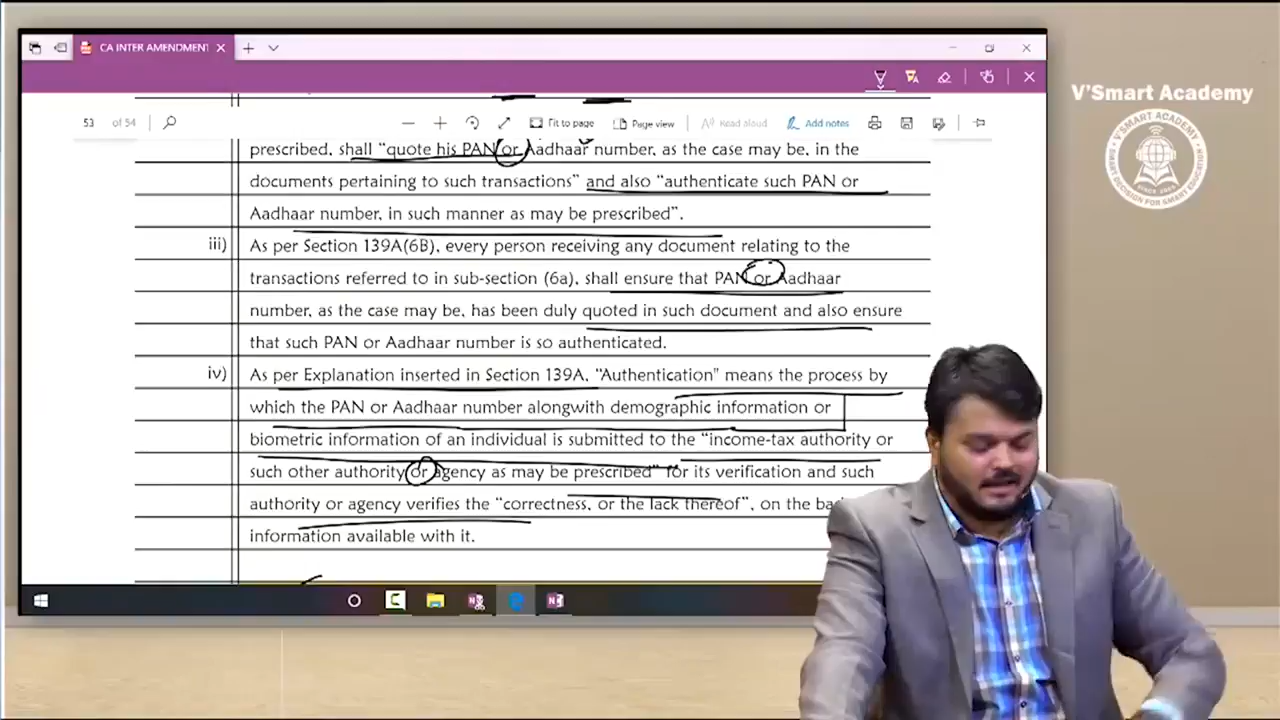 CA INTER AMENDMENT
53 of 54
Fit to page
Page view
Read aloud
Add notes
V'Smart Academy
V'SMART ACADEMY
SINCE
SMART DECISION FOR SMART EDUCATION
prescribed, shall "quote his PAN or Aadhaar number, as the case may be, in the
documents pertaining to such transactions" and also "authenticate such PAN or
Aadhaar number, in such manner as may be prescribed".
iii) As per Section 139A(6B), every person receiving any document relating to the
transactions referred to in sub-section (6a), shall ensure that PAN or Aadhaar
number, as the case may be, has been duly quoted in such document and also ensure
that such PAN or Aadhaar number is so authenticated.
iv) As per Explanation inserted in Section 139A, "Authentication" means the process by
which the PAN or Aadhaar number alongwith demographic information or
biometric information of an individual is submitted to the "income-tax authority or
such other authority or agency as may be prescribed" for its verification and such
authority or agency verifies the "correctness, or the lack thereof", on the
information available with it.